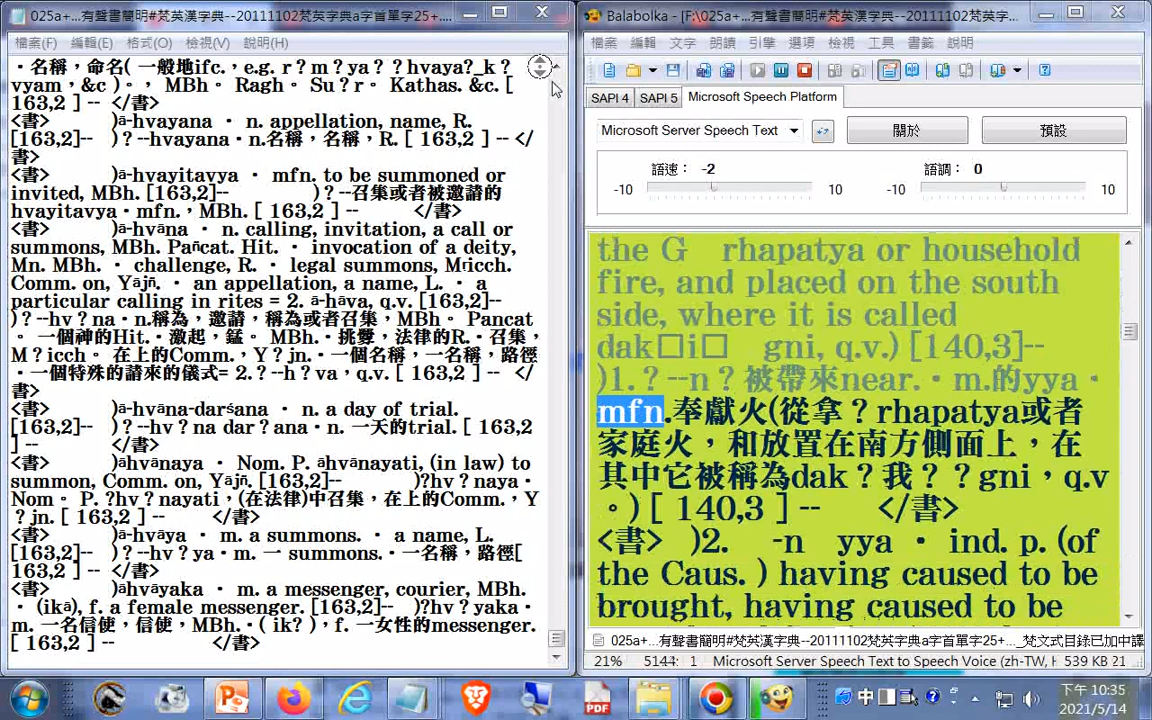 025a+...有聲書簡明#梵英漢字典--20111102梵英字典a字首單字25+...
檔案(F) 編輯(E) 格式(O) 檢視(V) 說明(H)
・名稱，命名( 一般地ifc.，e.g. r？m？ya？？hvaya?_k？
vyam，&c )。， MBh。Ragh。Su？r。Kathas. &c. [
163,2 ] -- </書>
<書> )ā-hvayana ・ n. appellation, name, R.
[163,2]-- )？--hvayana・n.名稱，名稱，R. [ 163,2 ] -- </
書>
<書> )ā-hvayitavya ・ mfn. to be summoned or
invited, MBh. [163,2]-- )？--召集或者被邀請的
hvayitavya・mfn.，MBh. [ 163,2 ] -- </書>
<書> )ā-hvāna ・ n. calling, invitation, a call or
summons, MBh. Pañcat. Hit. ・ invocation of a deity,
Mn. MBh. ・ challenge, R. ・ legal summons, Mṛicch.
Comm. on, Yājñ. ・ an appellation, a name, L. ・ a
particular calling in rites = 2. ā-hāva, q.v. [163,2]--
)？--hv？na・n.稱為，邀請，稱為或者召集，MBh。Pancat
。一個神的Hit.・激起，錳。 MBh.・挑釁，法律的R.・召集，
M？icch。 在上的Comm.，Y？jn.・一個名稱，一名稱，路徑
・一個特殊的請來的儀式= 2.？--h？va，q.v. [ 163,2 ] -- </
書>
<書> )ā-hvāna-darśana ・ n. a day of trial.
[163,2]-- )？--hv？na dar？ana・n. 一天的trial. [ 163,2
] -- </書>
<書> )āhvānaya ・ Nom. P. āhvānayati, (in law) to
summon, Comm. on, Yājñ. [163,2]-- )?hv？naya・
Nom。 P. ?hv？nayati，(在法律)中召集，在上的Comm.，Y
？jn. [ 163,2 ] -- </書>
<書> )ā-hvāya ・ m. a summons. ・ a name, L.
[163,2]-- )？--hv？ya・m. 一 summons.・一名稱，路徑[
163,2 ] -- </書>
<書> )āhvāyaka ・ m. a messenger, courier, MBh.
・ (ikā), f. a female messenger. [163,2]-- )?hv？yaka・
m. 一名信使，信使，MBh.・( ik？)，f. 一女性的messenger.
[ 163,2 ] -- </書>
Balabolka - [F:\025a+...有聲書簡明#梵英漢字典--20111102梵英字...
檔案 編輯 文字 朗讀 引擎 選項 檢視 工具 書籤 說明
SAPI 4 SAPI 5 Microsoft Speech Platform
Microsoft Server Speech Text 關於 預設
語速： -2 語調： 0
-10 10 -10 10
the G rhapatya or household
fire, and placed on the south
side, where it is called
dak□i□ gni, q.v.) [140,3]--
)1.？--n？被帶來near.・m.的yya・
mfn.奉獻火(從拿？rhapatya或者
家庭火，和放置在南方側面上，在
其中它被稱為dak？我？？gni，q.v
。) [ 140,3 ] -- </書>
<書> )2. -n yya ・ ind. p. (of
the Caus. ) having caused to be
brought, having caused to be
025a+...有聲書簡明#梵英漢字典--20111102梵英字典a字首單字25+..._梵文式目錄已加中譯
21% 5144: 1 Microsoft Server Speech Text to Speech Voice (zh-TW, H 539 KB 21
中
下午 10:35
2021/5/14